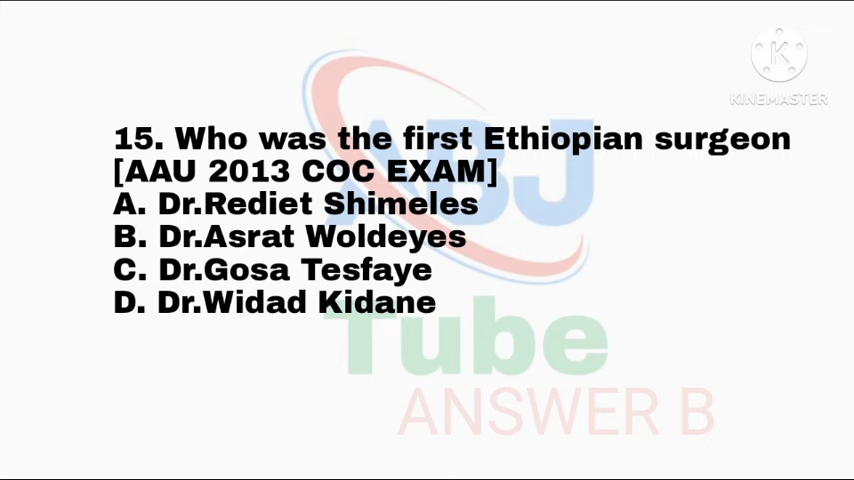 KINEMASTER
15. Who was the first Ethiopian surgeon
[AAU 2013 COC EXAM]
A. Dr.Rediet Shimeles
B. Dr.Asrat Woldeyes
C. Dr.Gosa Tesfaye
D. Dr.Widad Kidane
ABJ
Tube
ANSWER B